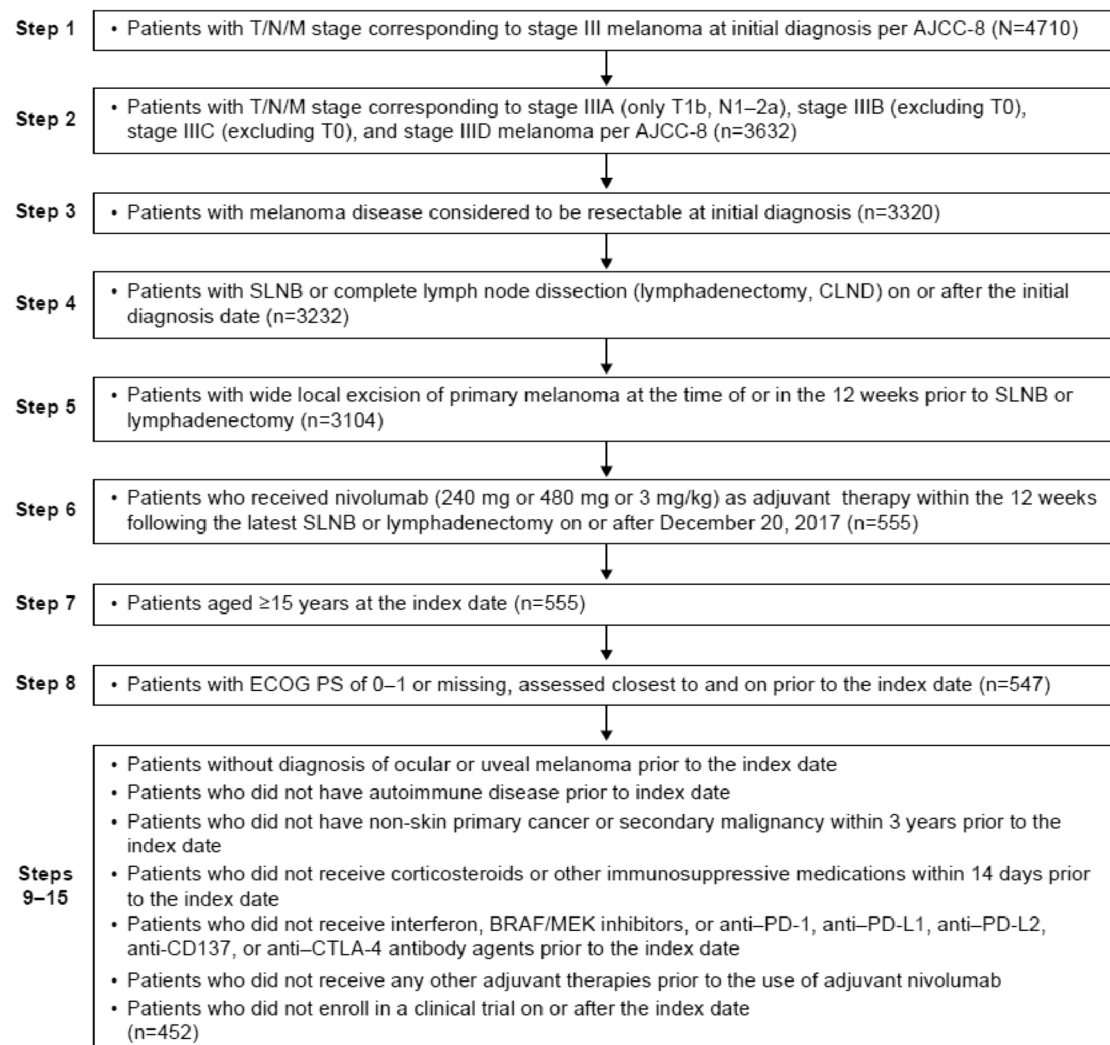 Step 1
• Patients with T/N/M stage corresponding to stage III melanoma at initial diagnosis per AJCC-8 (N=4710)
Step 2
• Patients with T/N/M stage corresponding to stage IIIA (only T1b, N1–2a), stage IIIB (excluding T0),
stage IIIC (excluding T0), and stage IIID melanoma per AJCC-8 (n=3632)
Step 3
• Patients with melanoma disease considered to be resectable at initial diagnosis (n=3320)
Step 4
• Patients with SLNB or complete lymph node dissection (lymphadenectomy, CLND) on or after the initial
diagnosis date (n=3232)
Step 5
• Patients with wide local excision of primary melanoma at the time of or in the 12 weeks prior to SLNB or
lymphadenectomy (n=3104)
Step 6
• Patients who received nivolumab (240 mg or 480 mg or 3 mg/kg) as adjuvant therapy within the 12 weeks
following the latest SLNB or lymphadenectomy on or after December 20, 2017 (n=555)
Step 7
• Patients aged ≥15 years at the index date (n=555)
Step 8
• Patients with ECOG PS of 0–1 or missing, assessed closest to and on prior to the index date (n=547)
Steps
9–15
• Patients without diagnosis of ocular or uveal melanoma prior to the index date
• Patients who did not have autoimmune disease prior to index date
• Patients who did not have non-skin primary cancer or secondary malignancy within 3 years prior to the
index date
• Patients who did not receive corticosteroids or other immunosuppressive medications within 14 days prior
to the index date
• Patients who did not receive interferon, BRAF/MEK inhibitors, or anti–PD-1, anti–PD-L1, anti–PD-L2,
anti-CD137, or anti–CTLA-4 antibody agents prior to the index date
• Patients who did not receive any other adjuvant therapies prior to the use of adjuvant nivolumab
• Patients who did not enroll in a clinical trial on or after the index date
(n=452)